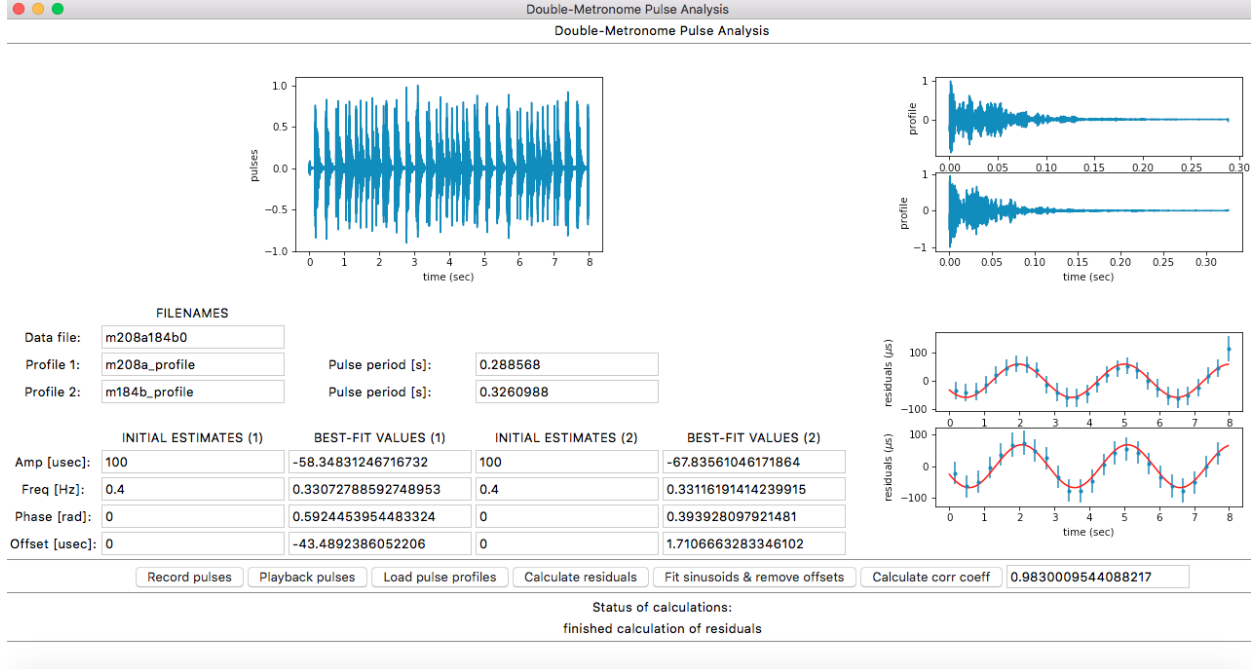 Double-Metronome Pulse Analysis
Double-Metronome Pulse Analysis
pulses
1.0
0.5
0.0
−0.5
−1.0
0 1 2 3 4 5 6 7 8
time (sec)
profile
1
0
0.00 0.05 0.10 0.15 0.20 0.25 0.30
profile
1
0
−1
0.00 0.05 0.10 0.15 0.20 0.25 0.30
time (sec)
FILENAMES
Data file: m208a184b0
Profile 1: m208a_profile Pulse period [s]: 0.288568
Profile 2: m184b_profile Pulse period [s]: 0.3260988
residuals (µs)
100
0
−100
0 1 2 3 4 5 6 7 8
residuals (µs)
100
0
−100
0 1 2 3 4 5 6 7 8
time (sec)
INITIAL ESTIMATES (1) BEST-FIT VALUES (1) INITIAL ESTIMATES (2) BEST-FIT VALUES (2)
Amp [usec]: 100 -58.34831246716732 100 -67.83561046171864
Freq [Hz]: 0.4 0.33072788592748953 0.4 0.33116191414239915
Phase [rad]: 0 0.5924453954483324 0 0.393928097921481
Offset [usec]: 0 -43.4892386052206 0 1.7106663283346102
Record pulses Playback pulses Load pulse profiles Calculate residuals Fit sinusoids & remove offsets Calculate corr coeff 0.9830009544088217
Status of calculations:
finished calculation of residuals